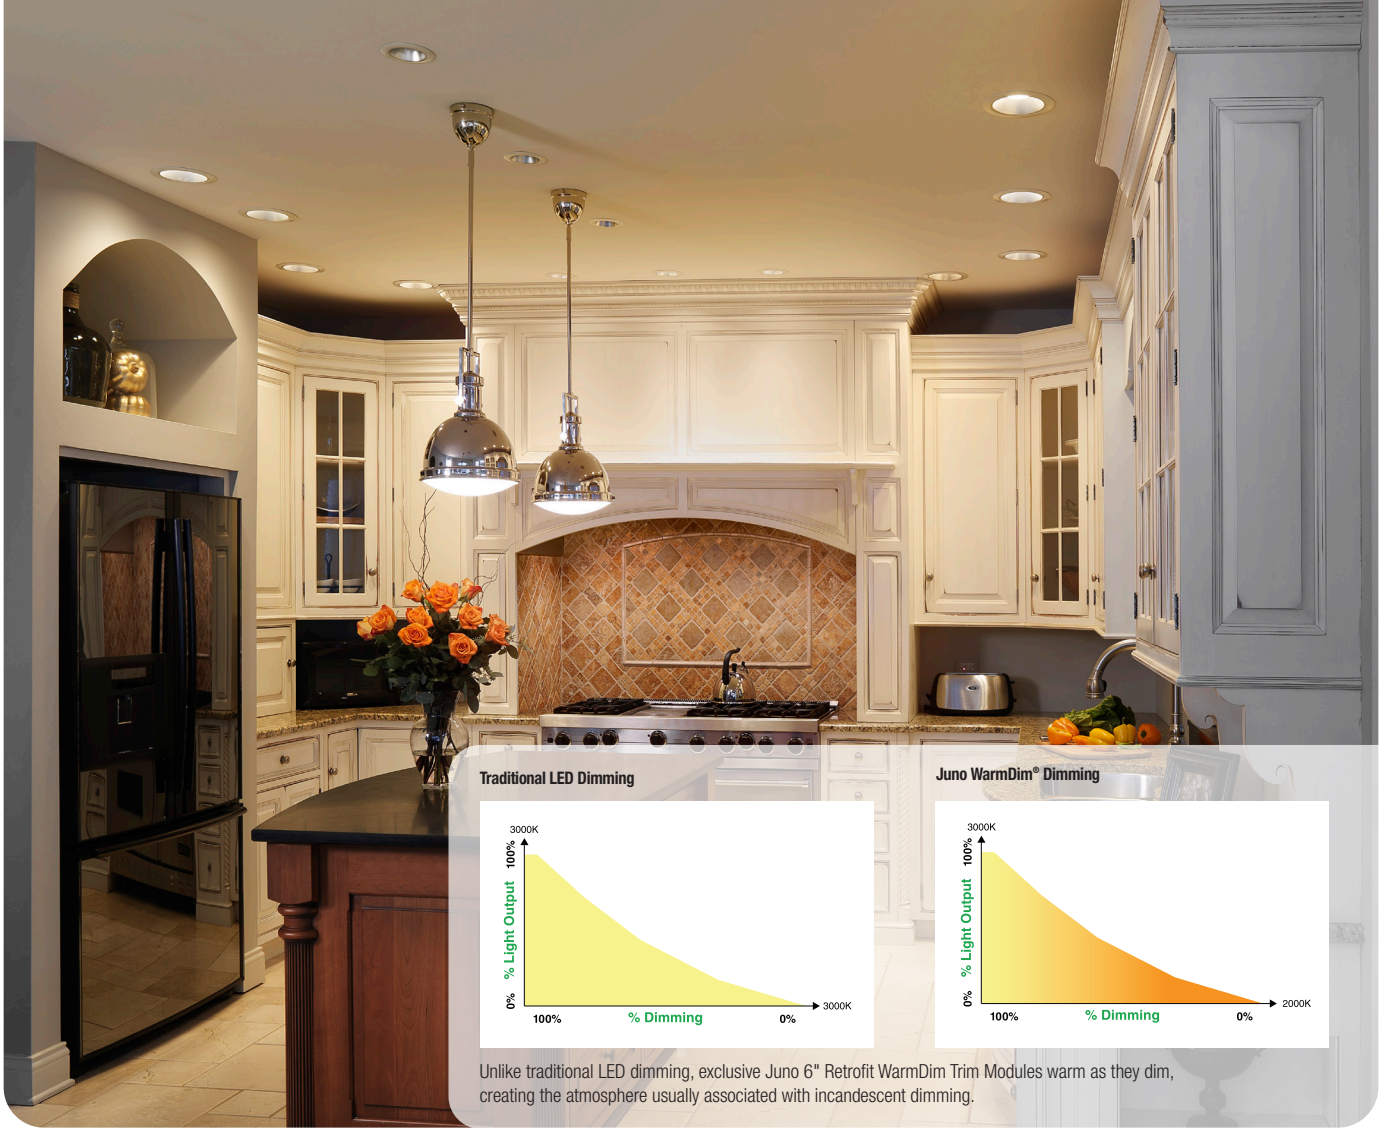 Traditional LED Dimming
3000K
100%
% Light Output
0%
3000K
100%
% Dimming
0%
Juno WarmDim® Dimming
3000K
100%
% Light Output
0%
2000K
100%
% Dimming
0%
Unlike traditional LED dimming, exclusive Juno 6" Retrofit WarmDim Trim Modules warm as they dim,
creating the atmosphere usually associated with incandescent dimming.